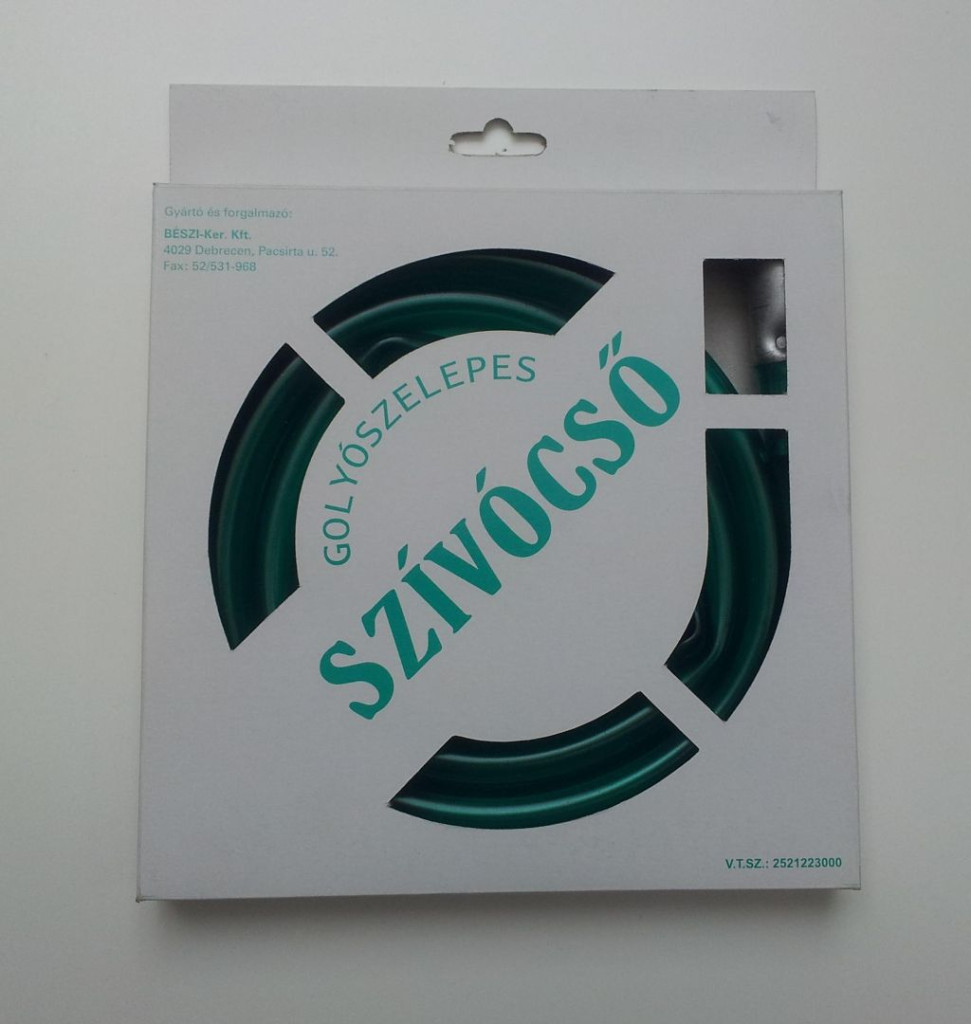 Gyártó és forgalmazó:
BÉSZI-Ker. Kft.
4029 Debrecen, Pacsirta u. 52.
Fax: 52/531-968
GOLYÓSZELEPES
SZÍVÓCSŐ
V.T.SZ.: 2521223000